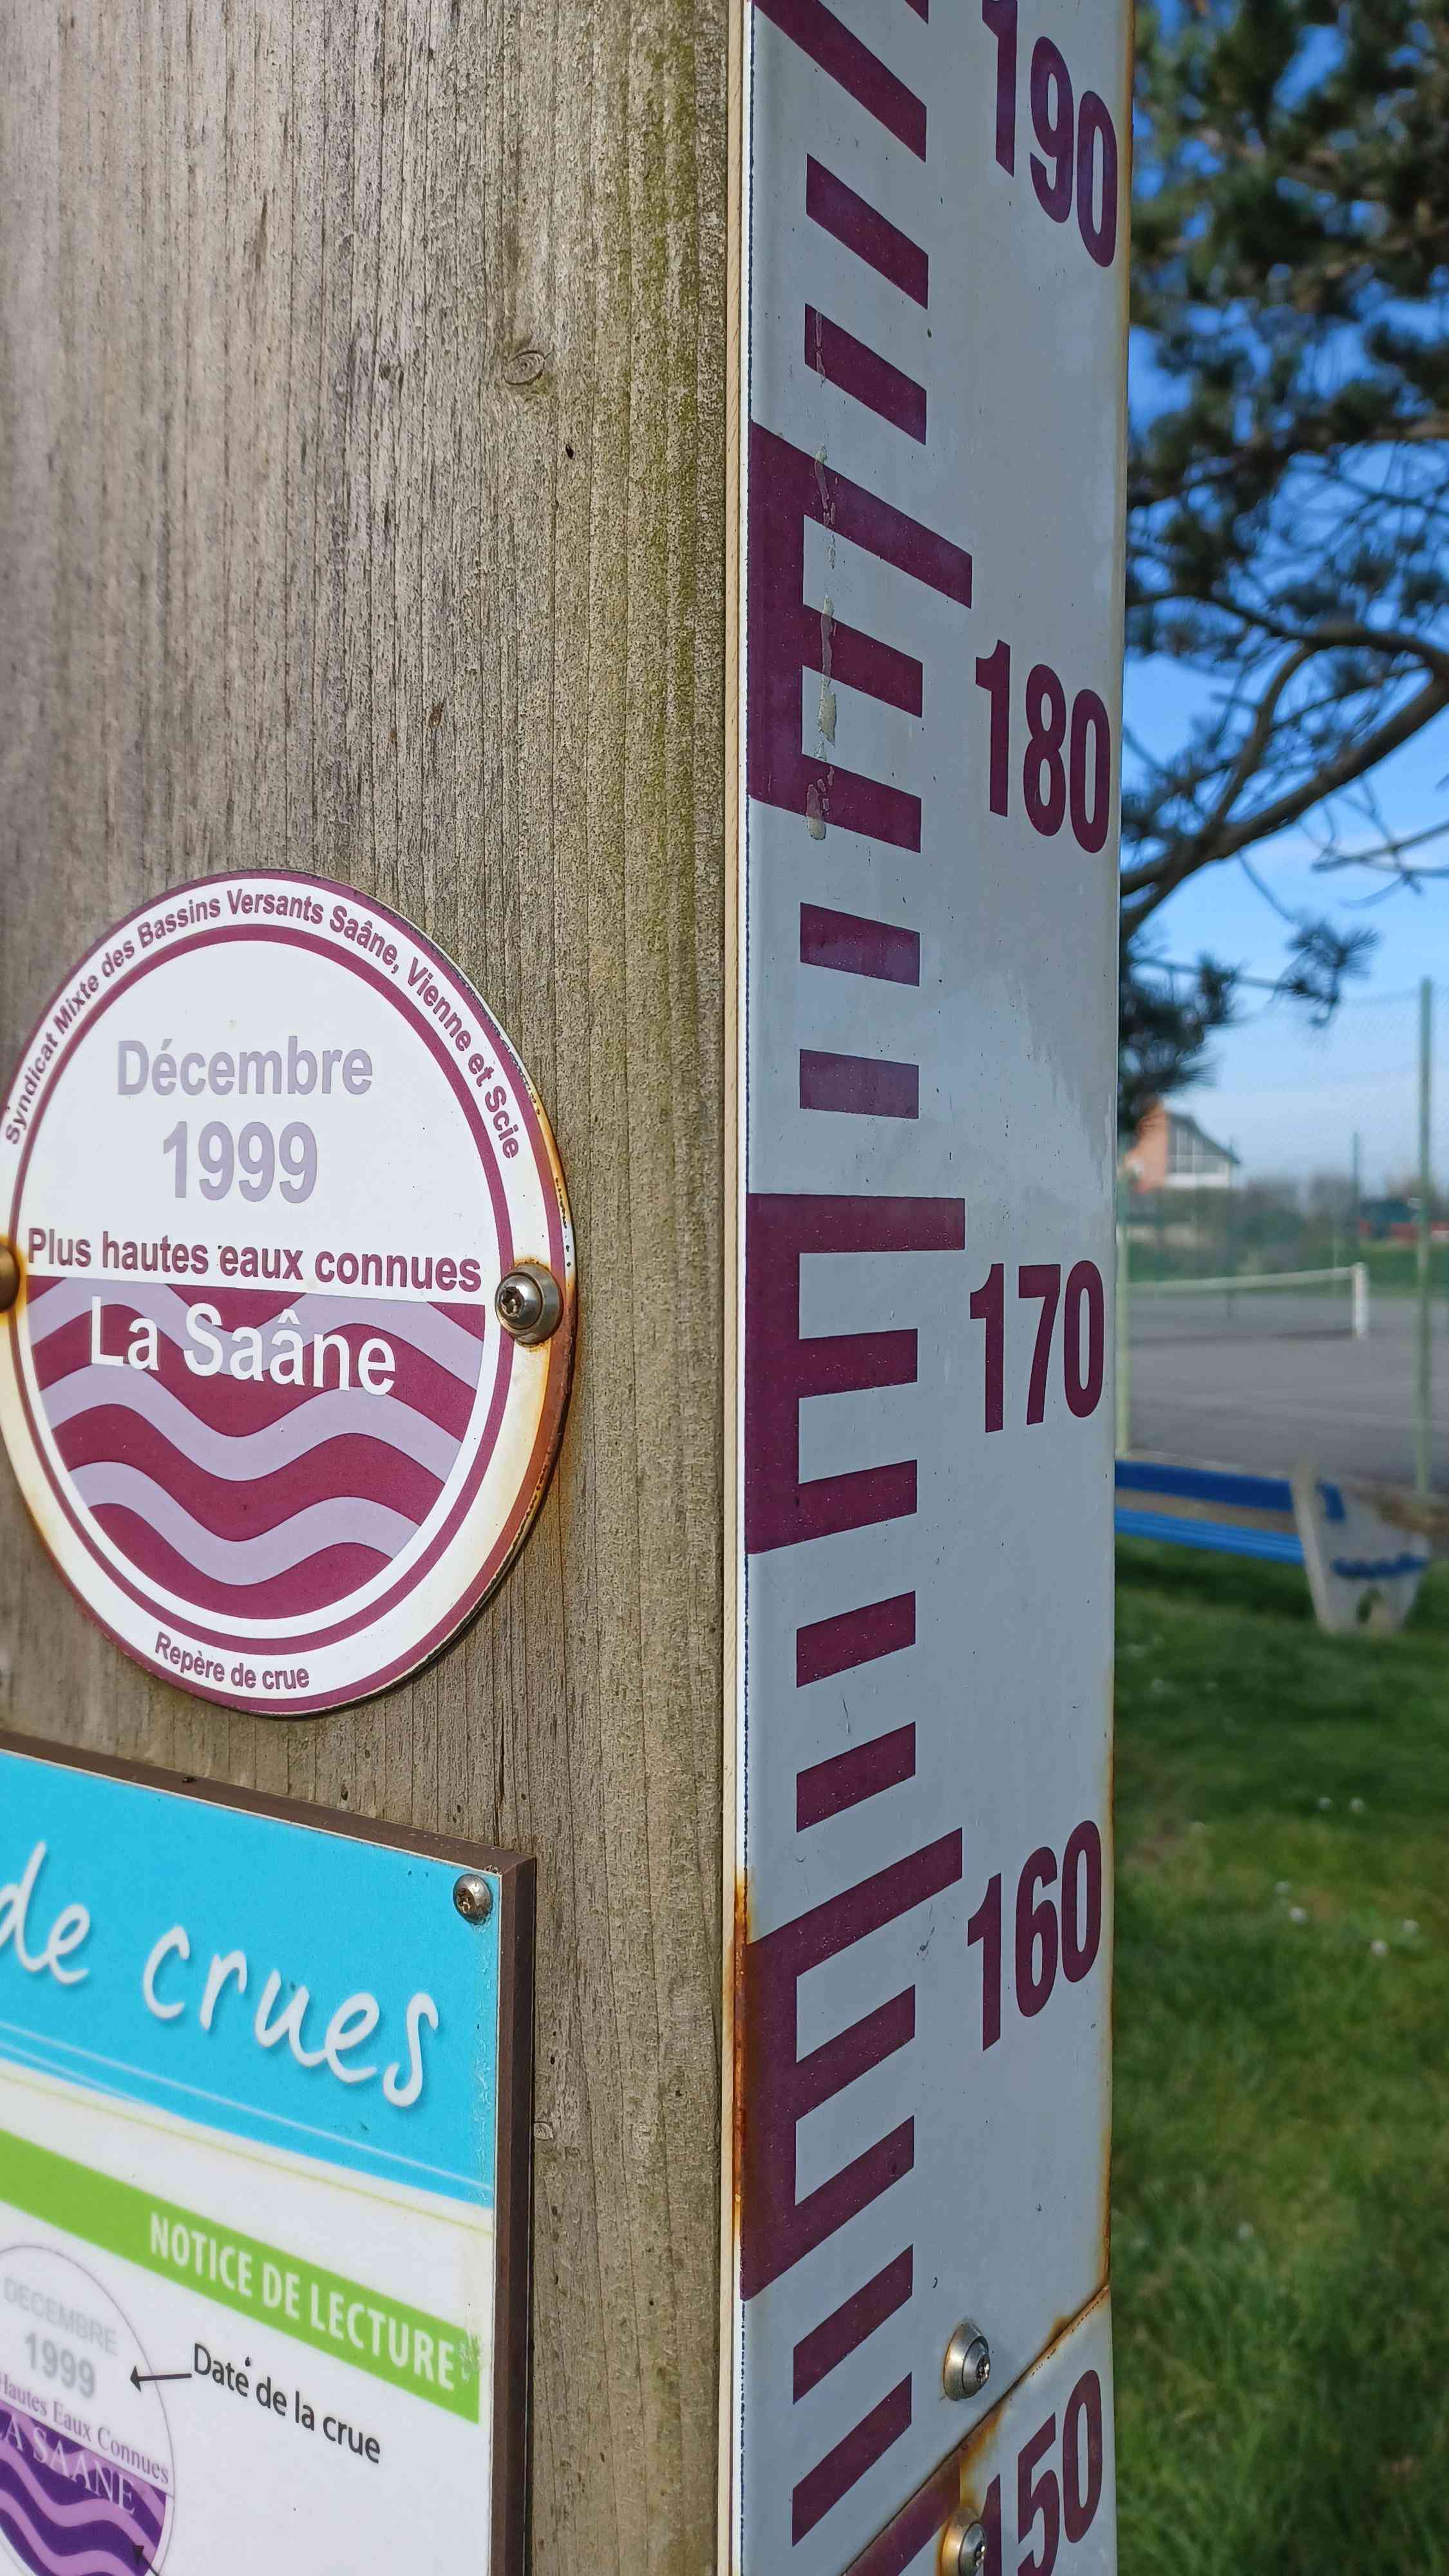 Syndicat Mixte des Bassins Versants Saâne, Vienne et Scie
Décembre
1999
Plus hautes eaux connues
La Saâne
Repère de crue
de crues
NOTICE DE LECTURE
DECEMBRE
1999
Hautes Eaux Connues
LA SAANE
Date de la crue
190
180
170
160
150